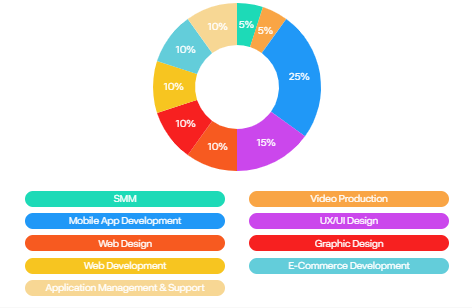 5%
5%
25%
15%
10%
10%
10%
10%
10%
SMM
Video Production
Mobile App Development
UX/UI Design
Web Design
Graphic Design
Web Development
E-Commerce Development
Application Management & Support